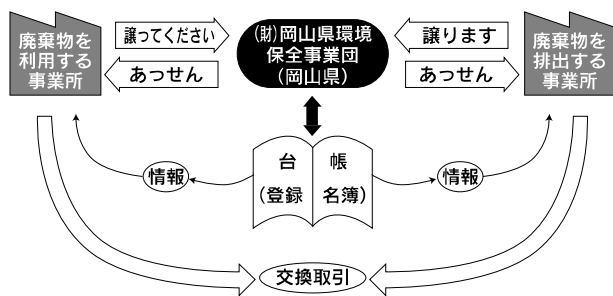 廃棄物を
利用する
事業所
譲ってください
あっせん
(財)岡山県環境
保全事業団
(岡山県)
譲ります
あっせん
廃棄物を
排出する
事業所
情報
台 帳
(登録 名簿)
情報
交換取引